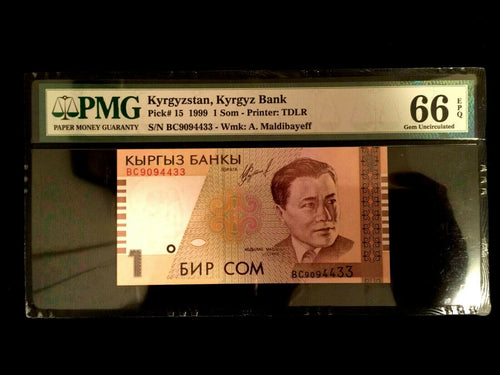 PMG
PAPER MONEY GUARANTY
Kyrgyzstan, Kyrgyz Bank
Pick# 15 1999 1 Som - Printer: TDLR
S/N BC9094433 - Wmk: A. Maldibayeff
66 EPQ
Gem Uncirculated
КЫРГЫЗ БАНКЫ
BC9094433
1
БИР СОМ
BC9094433